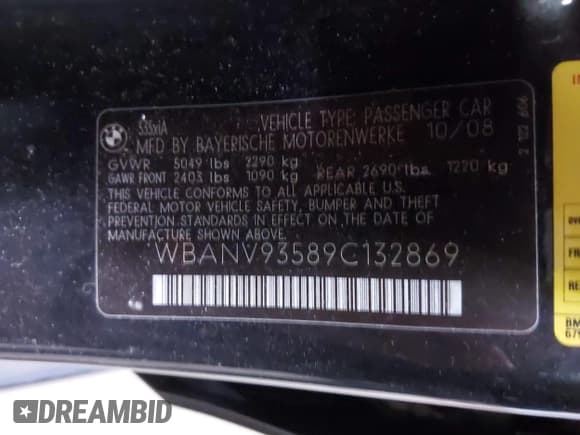 BMW
535xiA
VEHICLE TYPE: PASSENGER CAR
MFD BY BAYERISCHE MOTORENWERKE 10/08
GVWR 5049 lbs 2290 kg
GAWR FRONT 2403 lbs 1090 kg REAR 2690 lbs 1220 kg
THIS VEHICLE CONFORMS TO ALL APPLICABLE U.S.
FEDERAL MOTOR VEHICLE SAFETY, BUMPER AND THEFT
PREVENTION STANDARDS IN EFFECT ON THE DATE OF
MANUFACTURE SHOWN ABOVE.
WBANV93589C132869
BM
DREAMBID